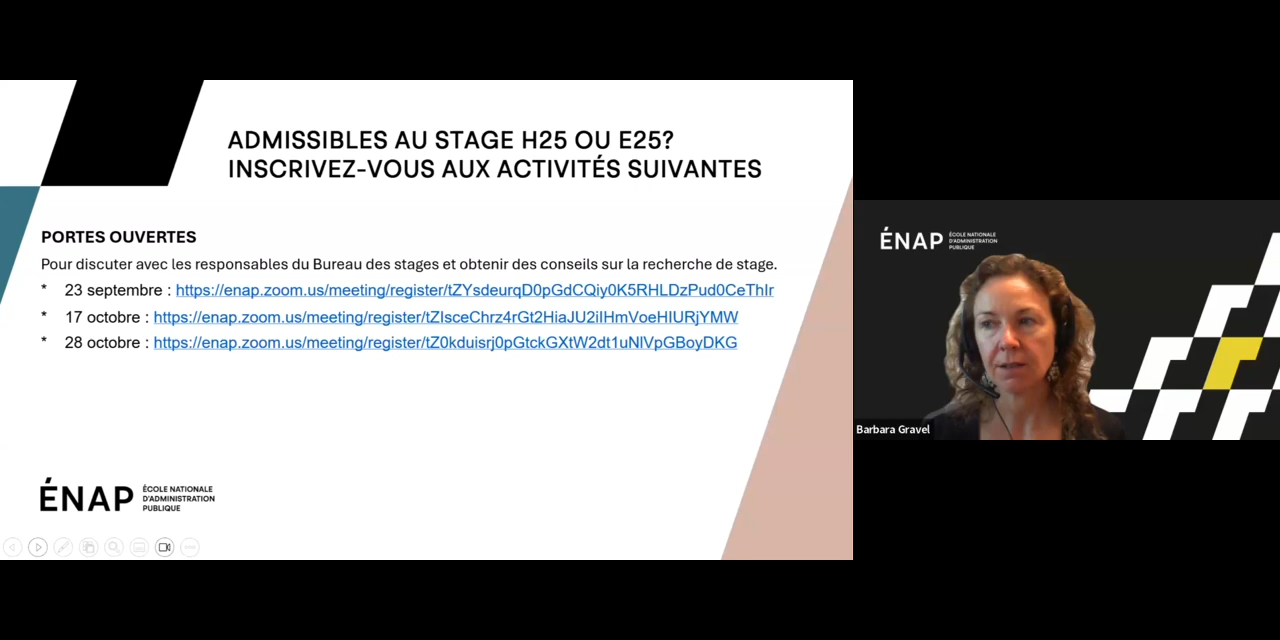 ADMISSIBLES AU STAGE H25 OU E25?
INSCRIVEZ-VOUS AUX ACTIVITÉS SUIVANTES
PORTES OUVERTES
Pour discuter avec les responsables du Bureau des stages et obtenir des conseils sur la recherche de stage.
* 23 septembre : https://enap.zoom.us/meeting/register/tZYsdeurqD0pGdCQiy0K5RHLDzPud0CeThIr
* 17 octobre : https://enap.zoom.us/meeting/register/tZIsceChrz4rGt2HiaJU2iIHmVoeHIURjYMW
* 28 octobre : https://enap.zoom.us/meeting/register/tZ0kduisrj0pGtckGXtW2dt1uNlVpGBoyDKG
ÉNAP ÉCOLE NATIONALE
D'ADMINISTRATION
PUBLIQUE
ÉNAP ÉCOLE NATIONALE
D'ADMINISTRATION
PUBLIQUE
Barbara Gravel